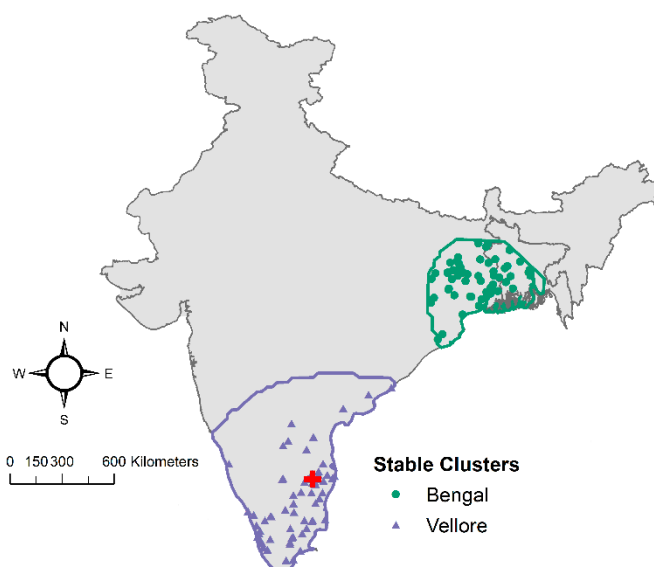 N
W E
S
0 150 300 600 Kilometers
Stable Clusters
Bengal
Vellore